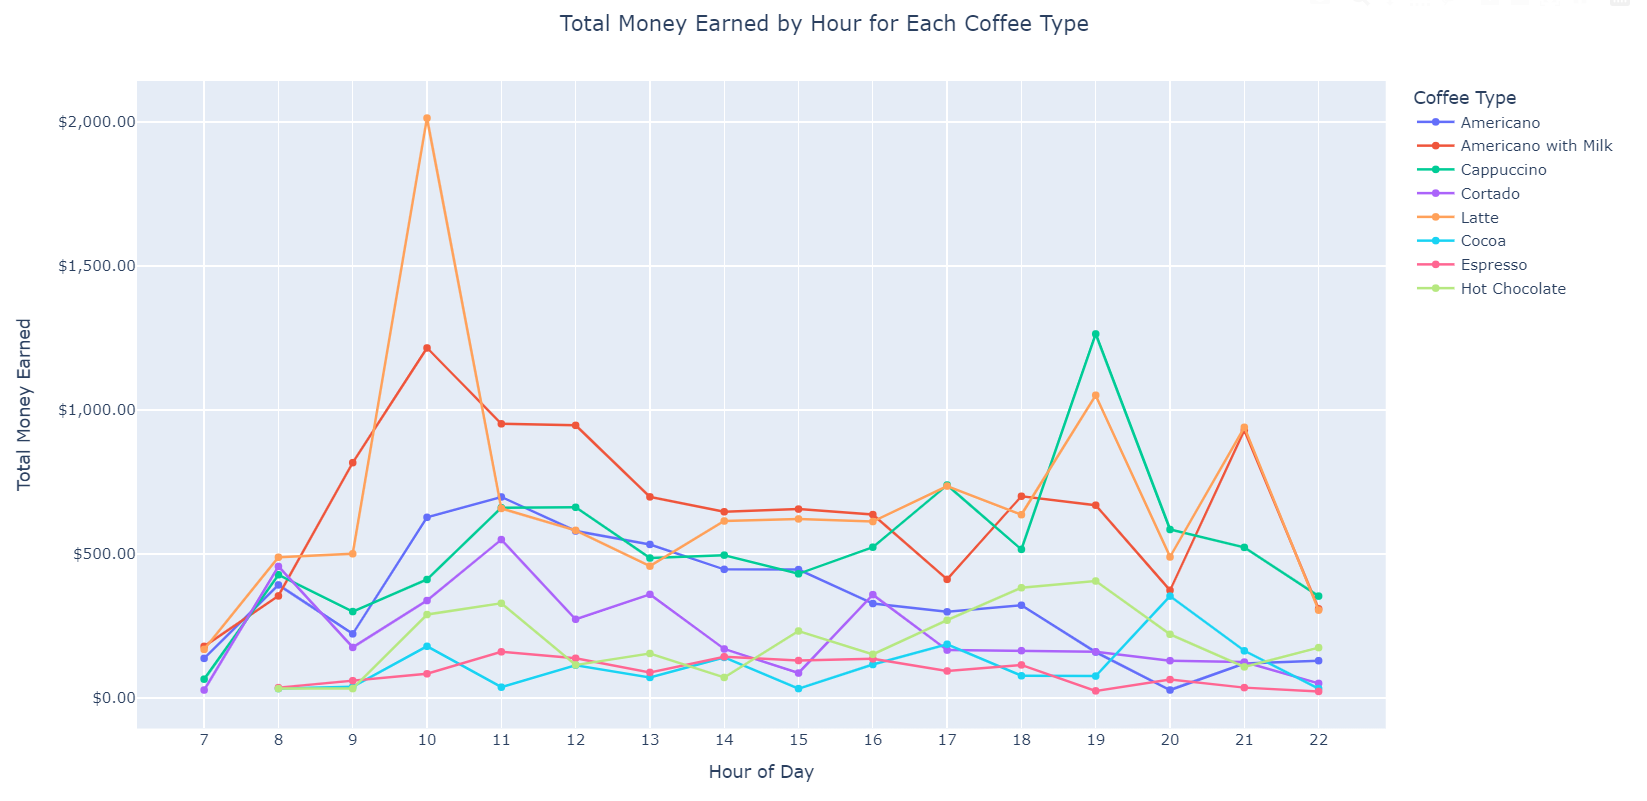 Total Money Earned by Hour for Each Coffee Type
Coffee Type
Americano
Americano with Milk
Cappuccino
Cortado
Latte
Cocoa
Espresso
Hot Chocolate
Total Money Earned
$2,000.00
$1,500.00
$1,000.00
$500.00
$0.00
7 8 9 10 11 12 13 14 15 16 17 18 19 20 21 22
Hour of Day